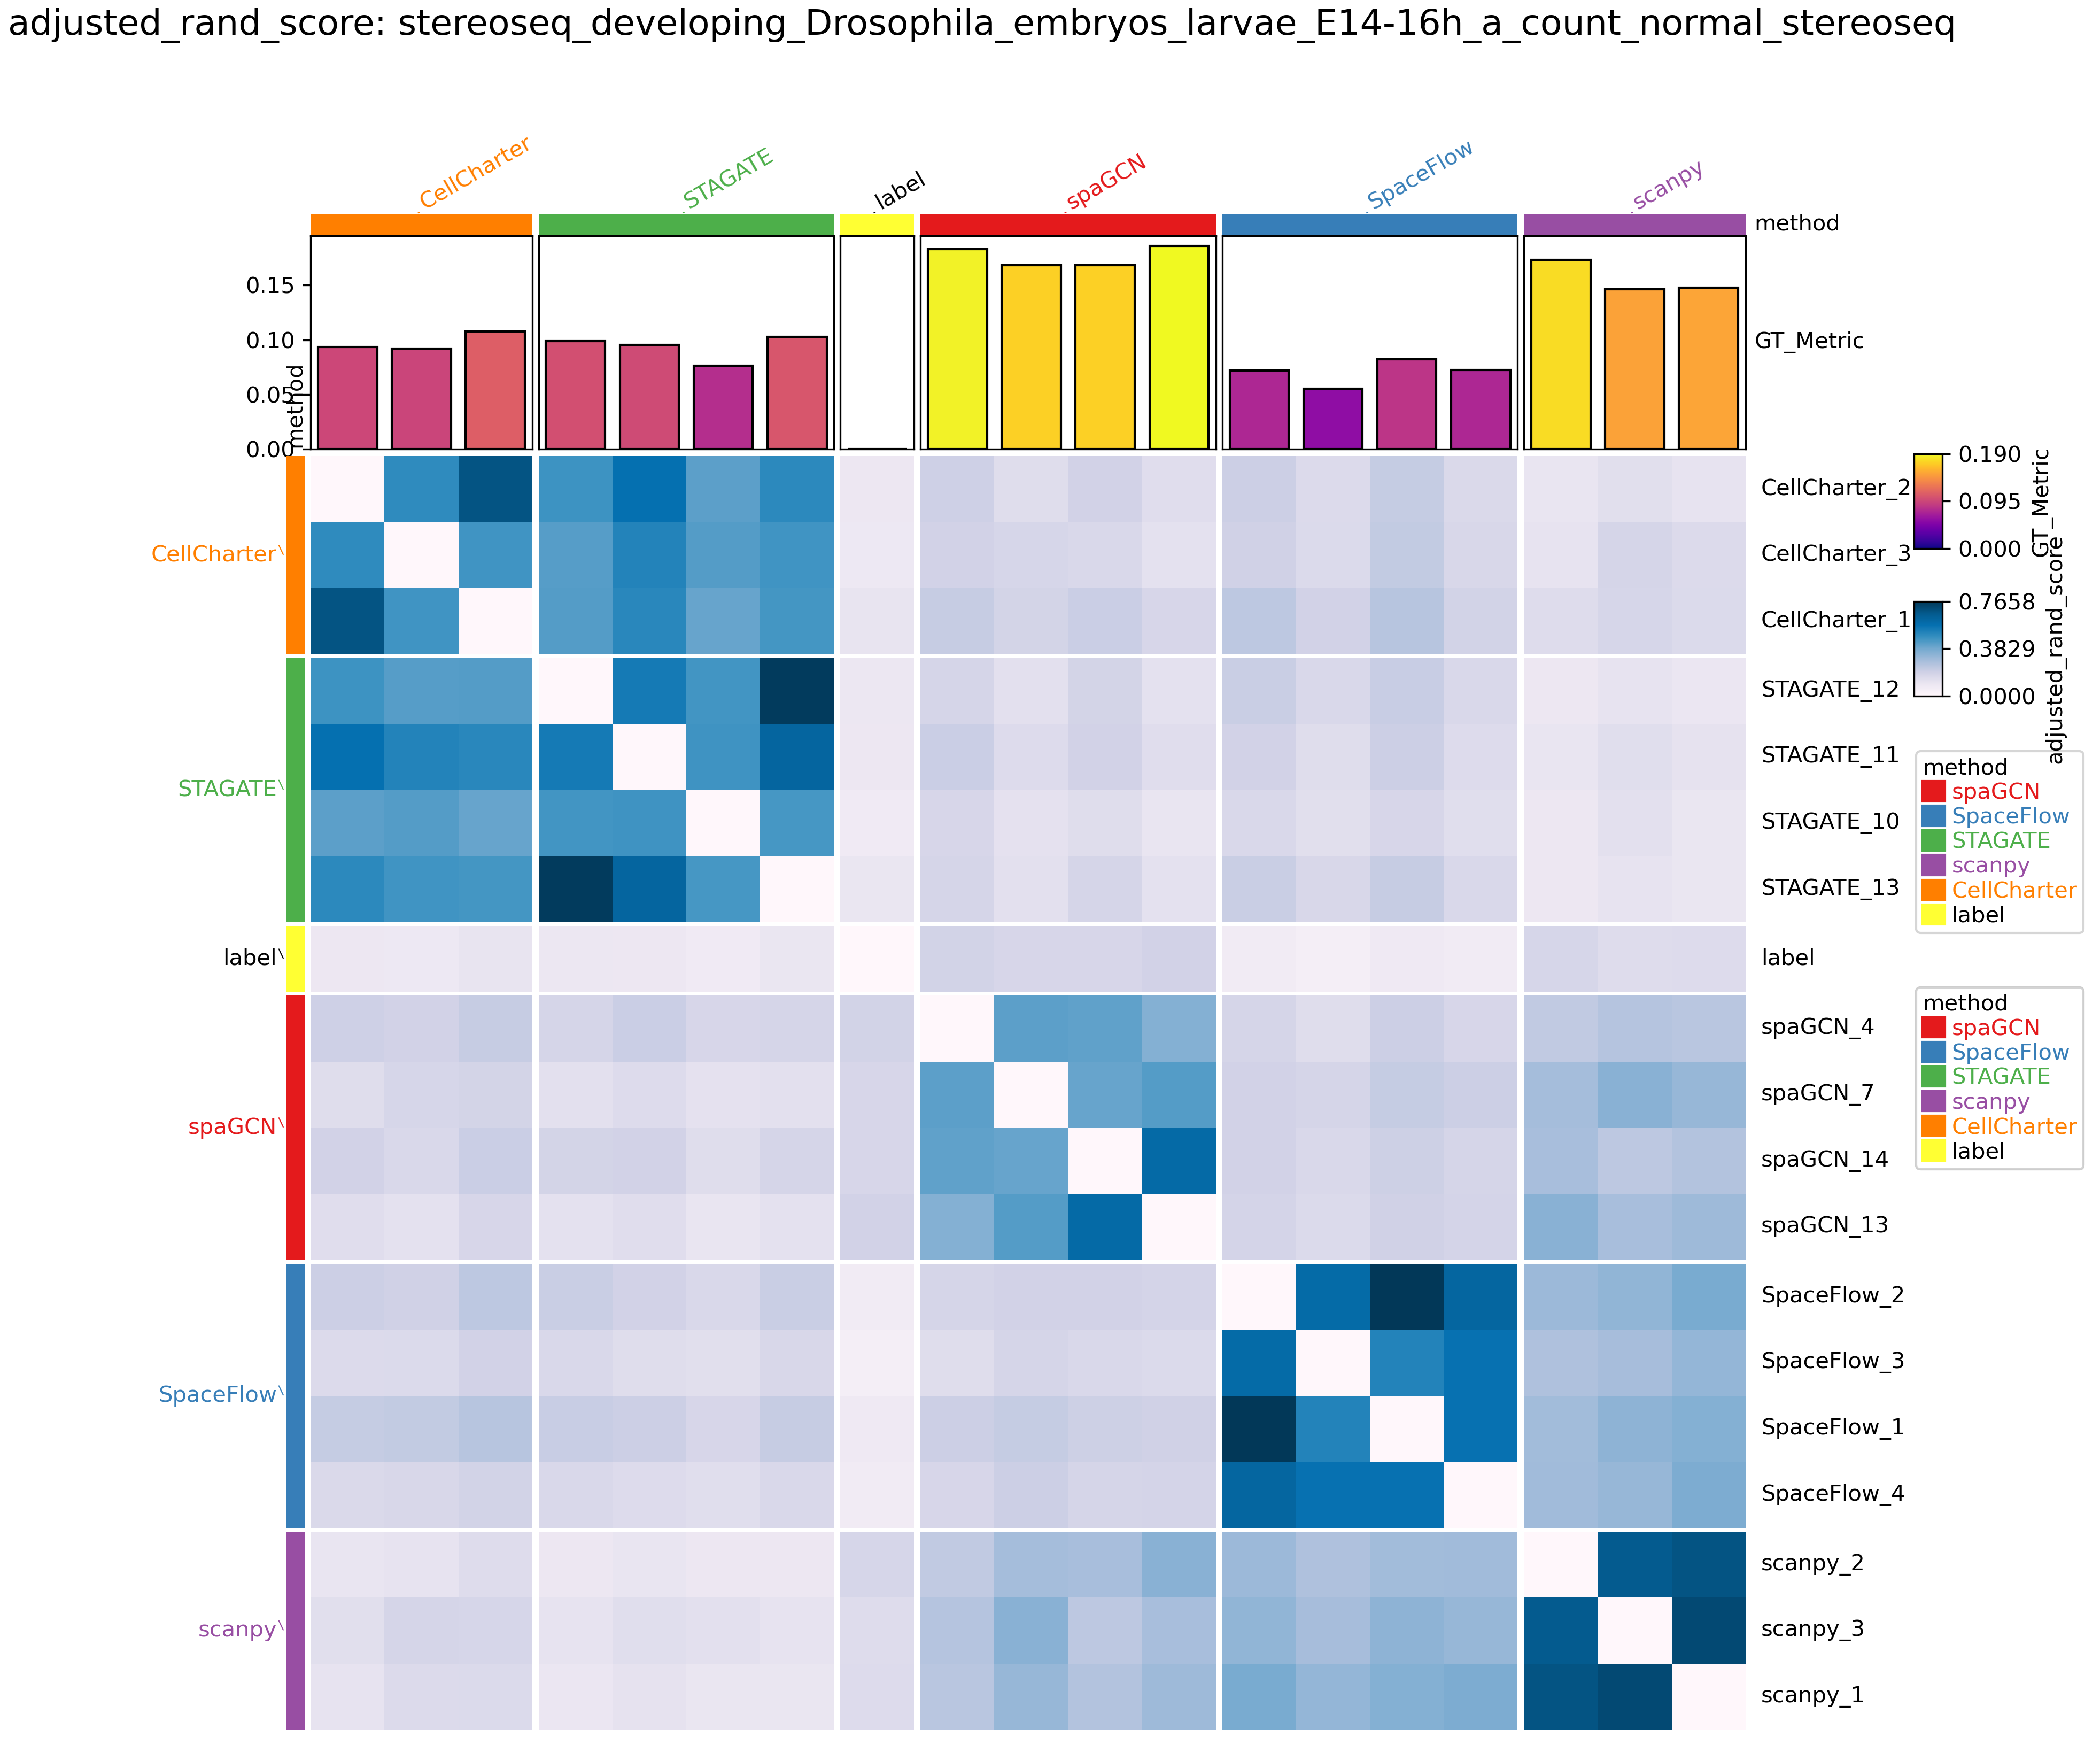 adjusted_rand_score: stereoseq_developing_Drosophila_embryos_larvae_E14-16h_a_count_normal_stereoseq
CellCharter
STAGATE
label
spaGCN
SpaceFlow
scanpy
method
0.15
0.10
0.05
0.00
method
GT_Metric
CellCharter
STAGATE
label
spaGCN
SpaceFlow
scanpy
CellCharter_2
CellCharter_3
CellCharter_1
STAGATE_12
STAGATE_11
STAGATE_10
STAGATE_13
label
spaGCN_4
spaGCN_7
spaGCN_14
spaGCN_13
SpaceFlow_2
SpaceFlow_3
SpaceFlow_1
SpaceFlow_4
scanpy_2
scanpy_3
scanpy_1
0.190
0.095
0.000
GT_Metric
0.7658
0.3829
0.0000
adjusted_rand_score
method
spaGCN
SpaceFlow
STAGATE
scanpy
CellCharter
label
method
spaGCN
SpaceFlow
STAGATE
scanpy
CellCharter
label